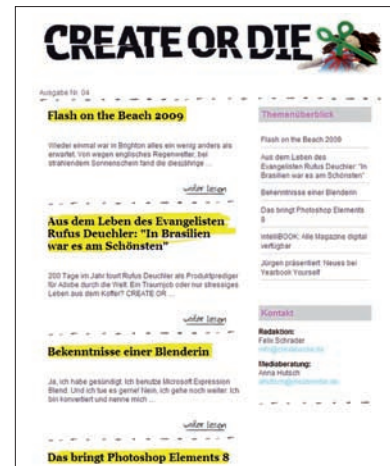 CREATE OR DIE
Ausgabe Nr. 04
Flash on the Beach 2009
Wieder einmal war in Brighton alles ein wenig anders als
erwartet. Von wegen englisches Regenwetter, bei
strahlendem Sonnenschein fand die diesjährige ...
weiter lesen
Aus dem Leben des Evangelisten
Rufus Deuchler: "In Brasilien
war es am Schönsten"
200 Tage im Jahr tourt Rufus Deuchler als Produktprediger
für Adobe durch die Welt. Ein Traumjob oder nur stressiges
Leben aus dem Koffer? CREATE OR ...
weiter lesen
Bekenntnisse einer Blenderin
Ja, ich habe gesündigt. Ich benutze Microsoft Expression
Blend. Und ich tue es gerne! Nein, ich gehe noch weiter. Ich
bin konvertiert und nenne mich ...
weiter lesen
Das bringt Photoshop Elements 8
Themenüberblick
Flash on the Beach 2009
Aus dem Leben des
Evangelisten Rufus Deuchler: "In
Brasilien war es am Schönsten"
Bekenntnisse einer Blenderin
Das bringt Photoshop Elements
8
intelliBOOK: Alle Magazine digital
verfügbar
Jürgen präsentiert: Neues bei
Yearbook Yourself
Kontakt
Redaktion:
Felix Schrader
Mediaberatung:
Anna Hutsch